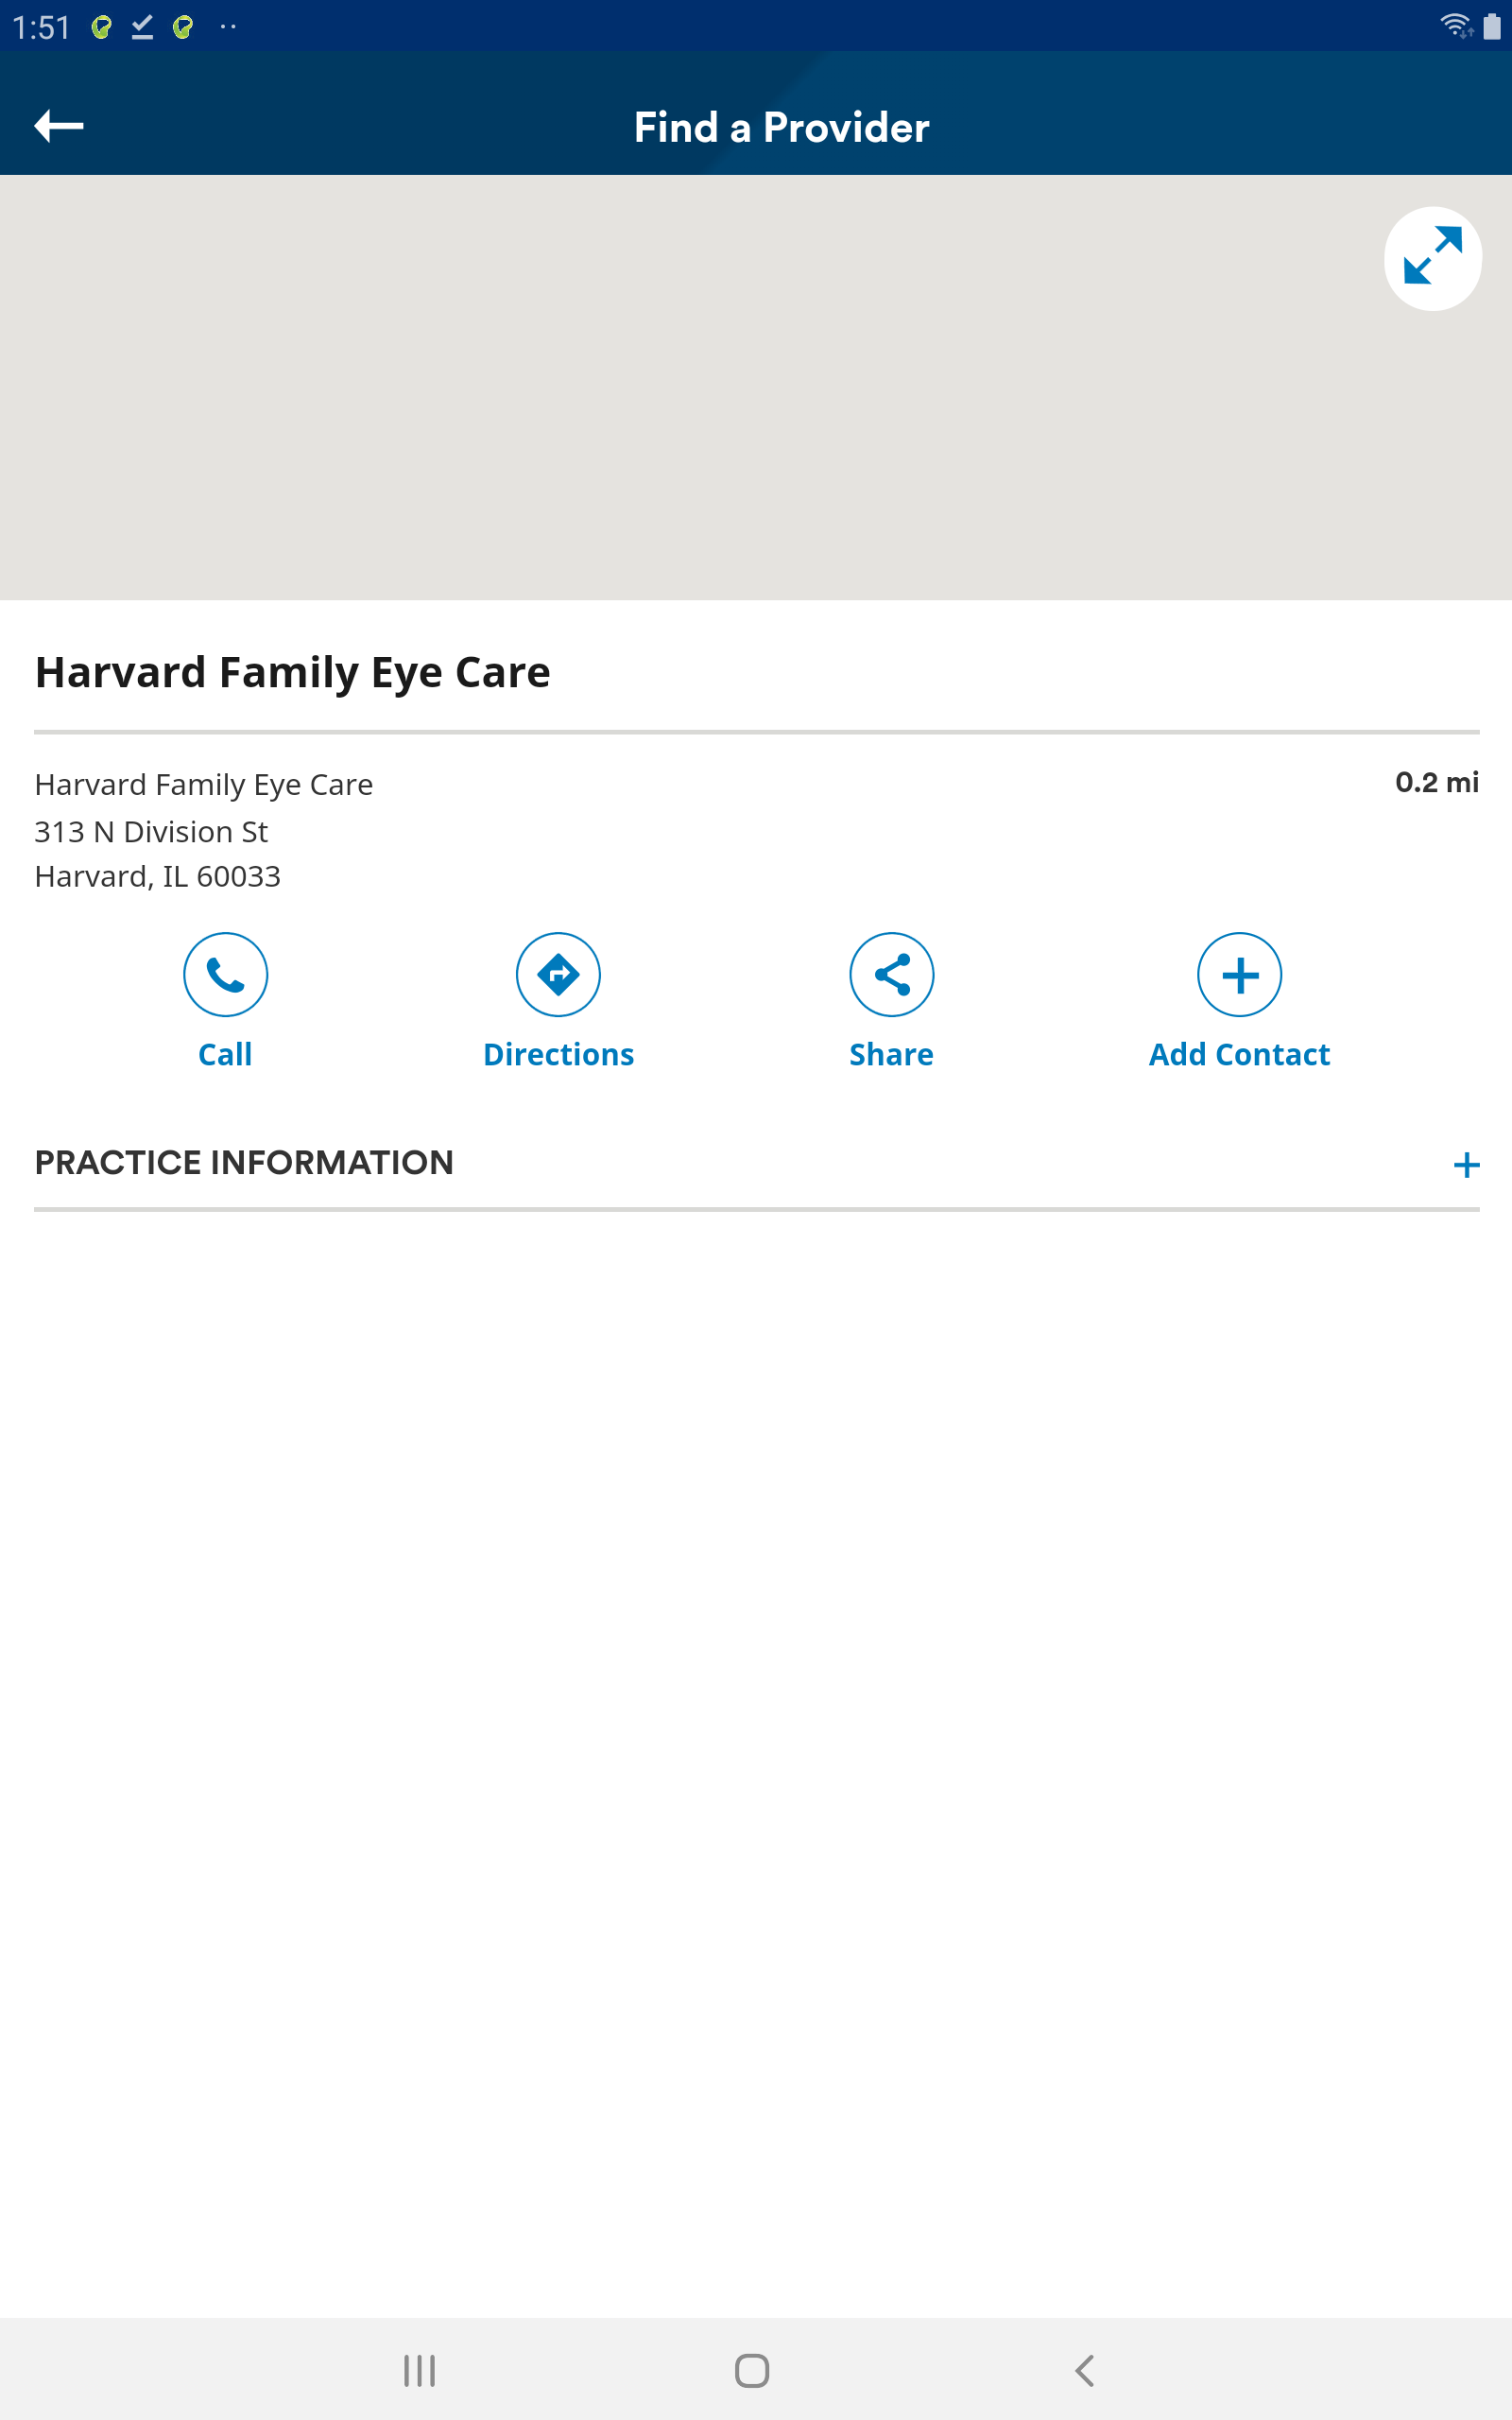 1:51
Find a Provider
Harvard Family Eye Care
Harvard Family Eye Care
0.2 mi
313 N Division St
Harvard, IL 60033
Call
Directions
Share
Add Contact
PRACTICE INFORMATION